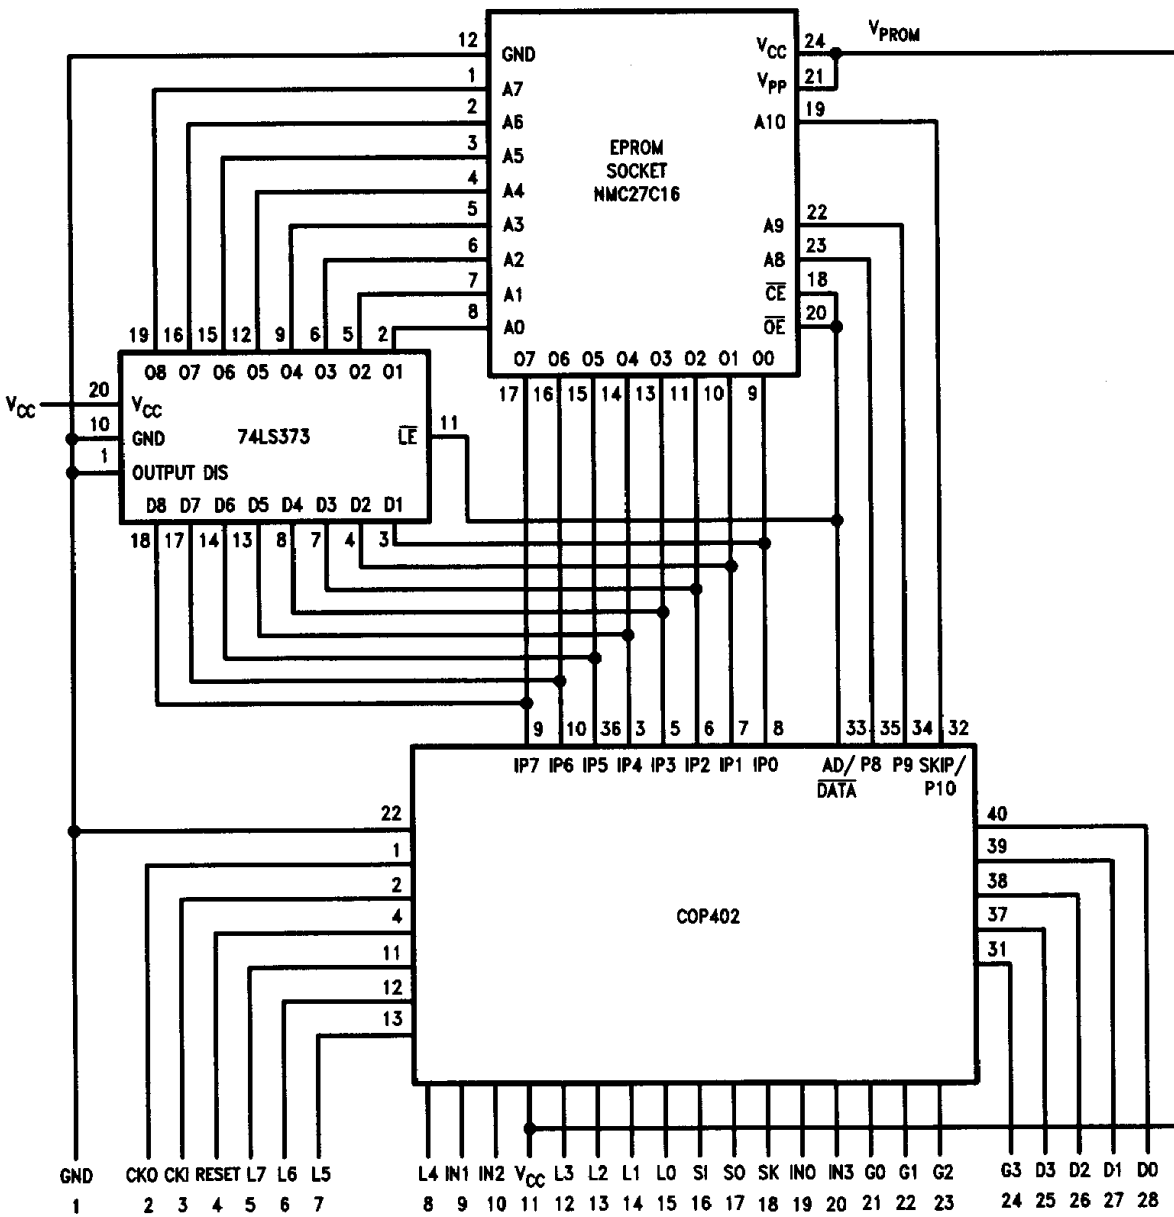 12 GND V_CC 24 V_PROM
1 A7 V_PP 21
2 A6 A10 19
3 A5 EPROM
SOCKET
4 A4 NMC27C16
5 A3 A9 22
6 A2 A8 23
7 A1 C̅E̅ 18
8 A0 O̅E̅ 20
O7 O6 O5 O4 O3 O2 O1 O0
17 16 15 14 13 11 10 9
19 16 15 12 9 6 5 2
O8 O7 O6 O5 O4 O3 O2 O1
V_CC 20 V_CC
10 GND 74LS373 L̅E̅ 11
1 OUTPUT DIS
D8 D7 D6 D5 D4 D3 D2 D1
18 17 14 13 8 7 4 3
9 10 36 3 5 6 7 8 33 35 34 32
IP7 IP6 IP5 IP4 IP3 IP2 IP1 IP0 AD/ P8 P9 SKIP/
D̅A̅T̅A̅ P10
22 40
1 39
2 38
4 COP402 37
11 31
12
13
GND CKO CKI RESET L7 L6 L5 L4 IN1 IN2 V_CC L3 L2 L1 L0 SI SO SK IN0 IN3 G0 G1 G2 G3 D3 D2 D1 D0
1 2 3 4 5 6 7 8 9 10 11 12 13 14 15 16 17 18 19 20 21 22 23 24 25 26 27 28